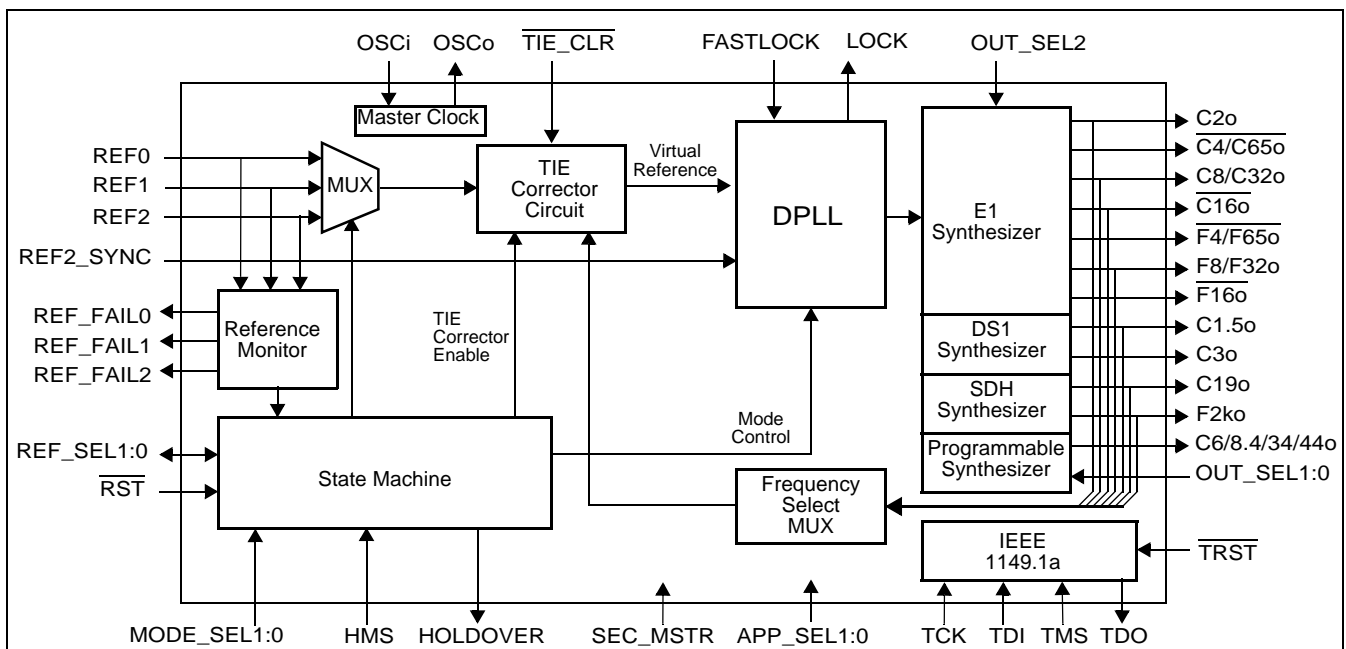 OSCi
OSCo
TIE_CLR
FASTLOCK
LOCK
OUT_SEL2
Master Clock
REF0
REF1
REF2
REF2_SYNC
MUX
TIE
Corrector
Circuit
Virtual
Reference
DPLL
E1
Synthesizer
DS1
Synthesizer
SDH
Synthesizer
Programmable
Synthesizer
C2o
C4/C65o
C8/C32o
C16o
F4/F65o
F8/F32o
F16o
C1.5o
C3o
C19o
F2ko
C6/8.4/34/44o
OUT_SEL1:0
REF_FAIL0
REF_FAIL1
REF_FAIL2
Reference
Monitor
TIE
Corrector
Enable
Mode
Control
REF_SEL1:0
RST
State Machine
Frequency
Select
MUX
IEEE
1149.1a
TRST
MODE_SEL1:0
HMS
HOLDOVER
SEC_MSTR
APP_SEL1:0
TCK
TDI
TMS
TDO